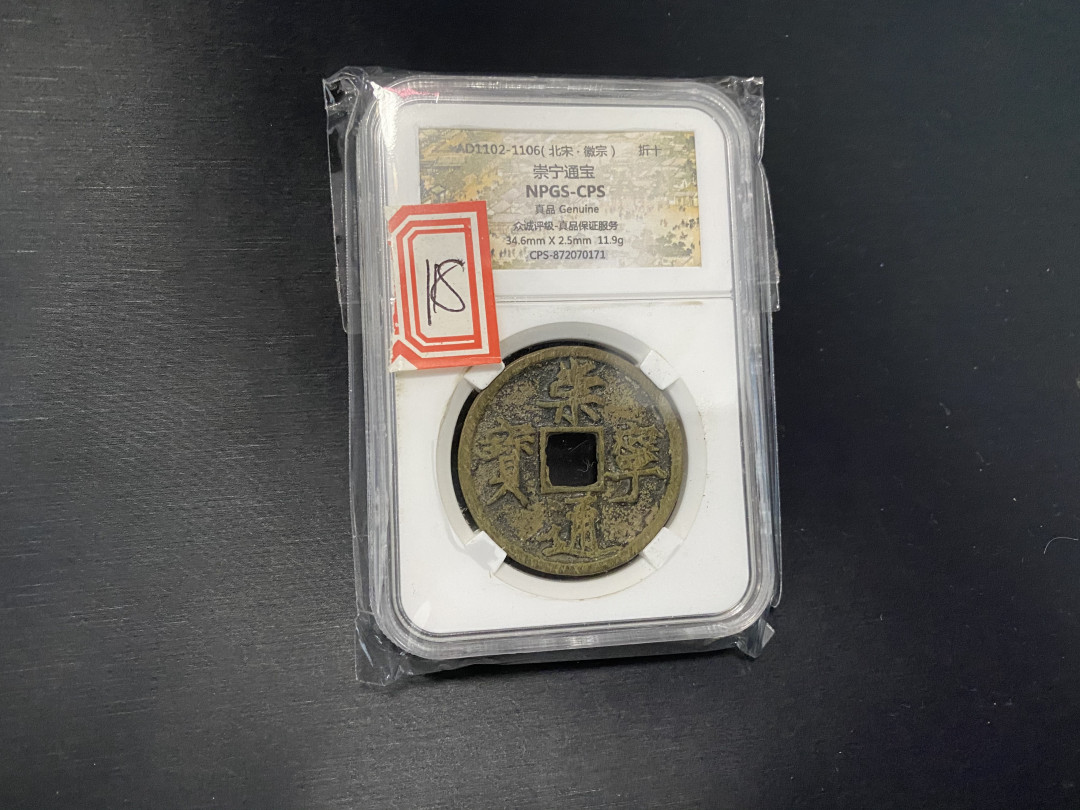 AD1102-1106(北宋·徽宗) 折十
崇宁通宝
NPGS-CPS
真品 Genuine
众诚评级-真品保证服务
34.6mm X 2.5mm 11.9g
CPS-872070171
18
崇
寧
通
寶